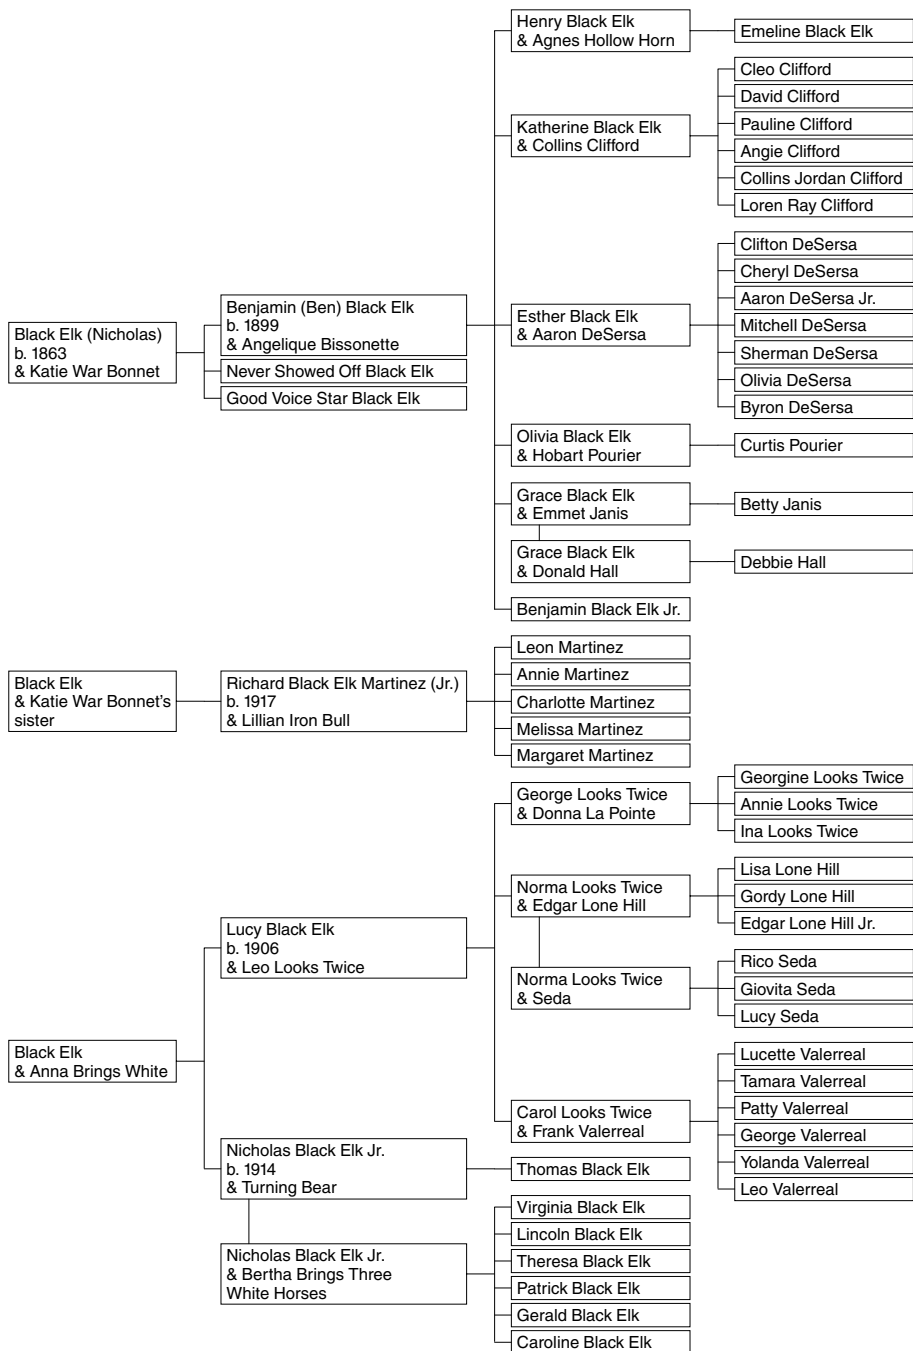 Henry Black Elk
& Agnes Hollow Horn
Emeline Black Elk
Cleo Clifford
David Clifford
Katherine Black Elk
& Collins Clifford
Pauline Clifford
Angie Clifford
Collins Jordan Clifford
Loren Ray Clifford
Clifton DeSersa
Cheryl DeSersa
Black Elk (Nicholas)
b. 1863
& Katie War Bonnet
Benjamin (Ben) Black Elk
b. 1899
& Angelique Bissonette
Never Showed Off Black Elk
Good Voice Star Black Elk
Esther Black Elk
& Aaron DeSersa
Aaron DeSersa Jr.
Mitchell DeSersa
Sherman DeSersa
Olivia DeSersa
Byron DeSersa
Olivia Black Elk
& Hobart Pourier
Curtis Pourier
Grace Black Elk
& Emmet Janis
Betty Janis
Grace Black Elk
& Donald Hall
Debbie Hall
Benjamin Black Elk Jr.
Black Elk
& Katie War Bonnet's
sister
Richard Black Elk Martinez (Jr.)
b. 1917
& Lillian Iron Bull
Leon Martinez
Annie Martinez
Charlotte Martinez
Melissa Martinez
Margaret Martinez
George Looks Twice
& Donna La Pointe
Georgine Looks Twice
Annie Looks Twice
Ina Looks Twice
Norma Looks Twice
& Edgar Lone Hill
Lisa Lone Hill
Gordy Lone Hill
Edgar Lone Hill Jr.
Lucy Black Elk
b. 1906
& Leo Looks Twice
Norma Looks Twice
& Seda
Rico Seda
Giovita Seda
Lucy Seda
Black Elk
& Anna Brings White
Carol Looks Twice
& Frank Valerreal
Lucette Valerreal
Tamara Valerreal
Patty Valerreal
George Valerreal
Yolanda Valerreal
Leo Valerreal
Nicholas Black Elk Jr.
b. 1914
& Turning Bear
Thomas Black Elk
Nicholas Black Elk Jr.
& Bertha Brings Three
White Horses
Virginia Black Elk
Lincoln Black Elk
Theresa Black Elk
Patrick Black Elk
Gerald Black Elk
Caroline Black Elk